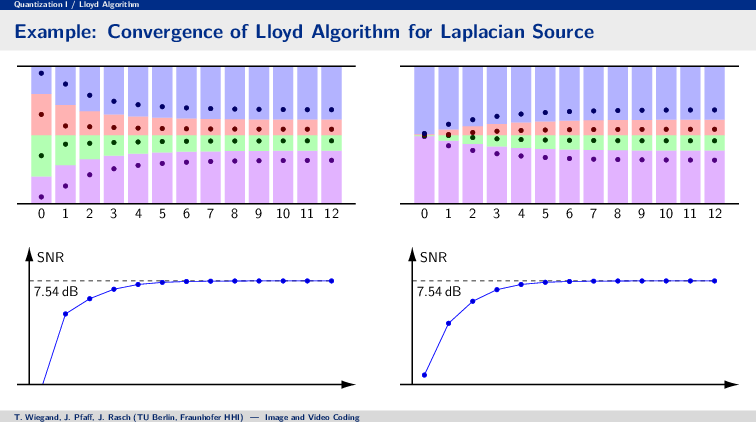 Quantization I / Lloyd Algorithm
Example: Convergence of Lloyd Algorithm for Laplacian Source
0 1 2 3 4 5 6 7 8 9 10 11 12
0 1 2 3 4 5 6 7 8 9 10 11 12
SNR
7.54 dB
SNR
7.54 dB
T. Wiegand, J. Pfaff, J. Rasch (TU Berlin, Fraunhofer HHI) — Image and Video Coding